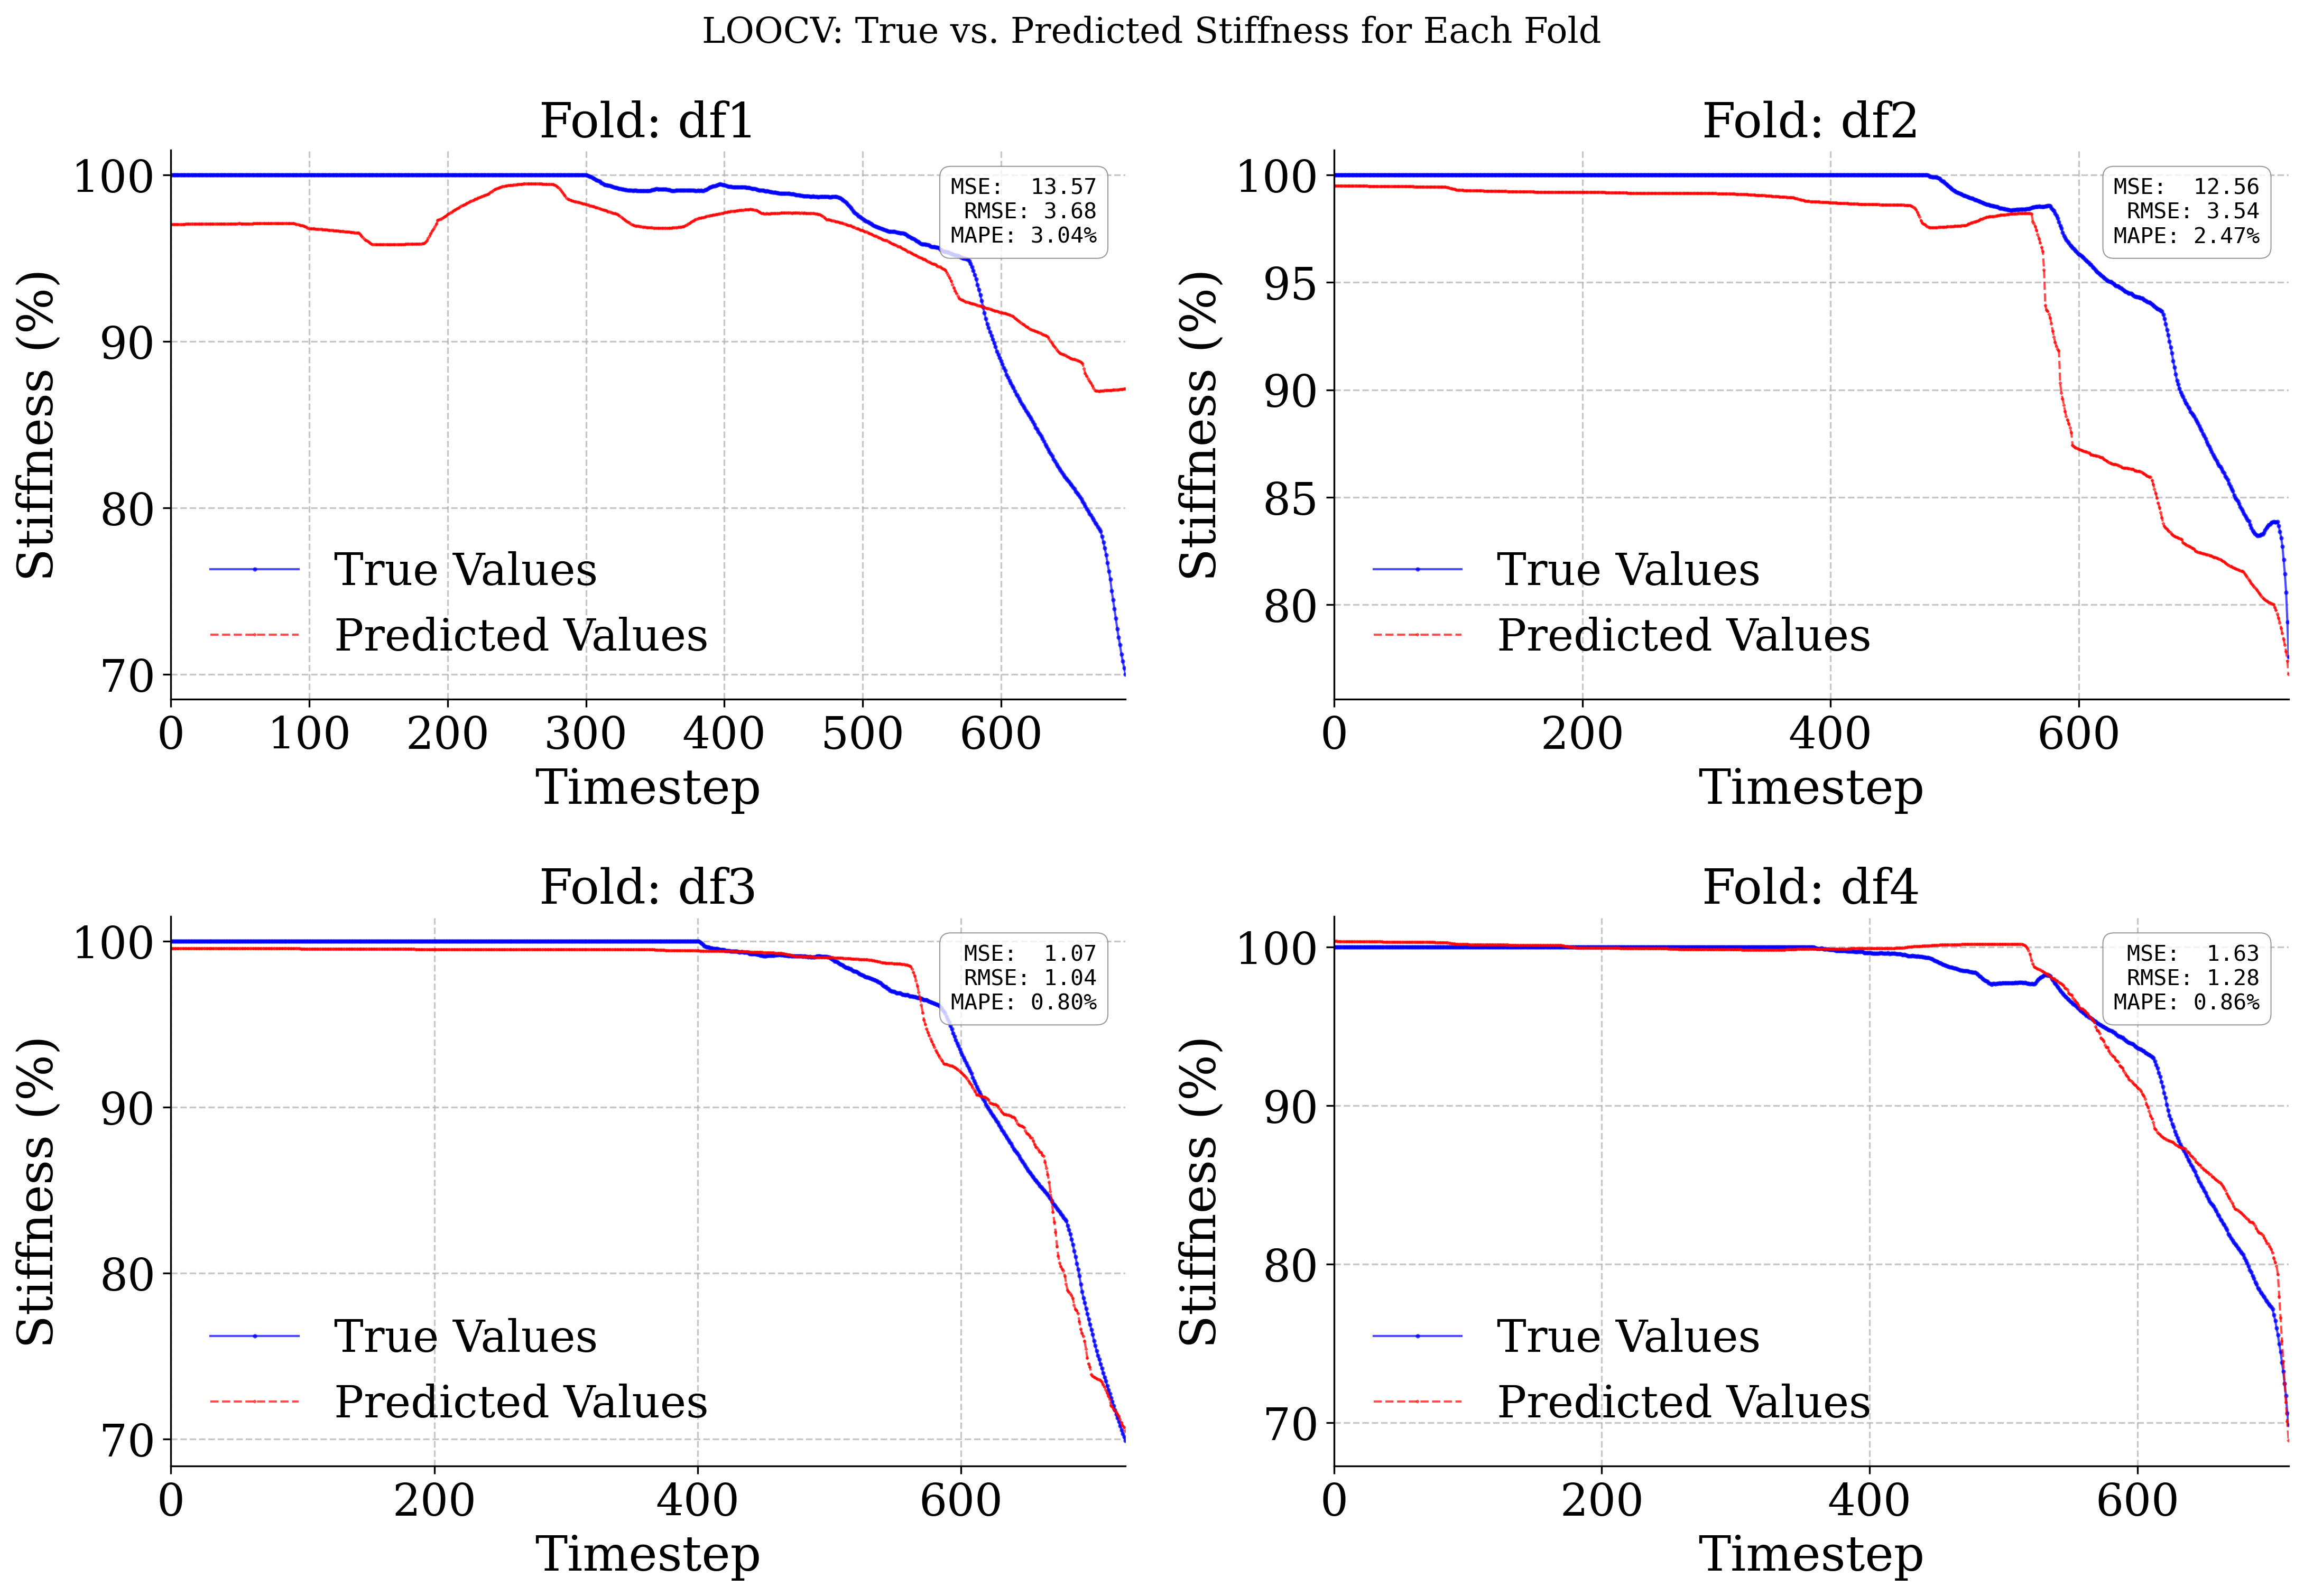 LOOCV: True vs. Predicted Stiffness for Each Fold
Fold: df1
Stiffness (%)
100
90
80
70
MSE:  13.57
RMSE: 3.68
MAPE: 3.04%
True Values
Predicted Values
0 100 200 300 400 500 600
Timestep
Fold: df2
Stiffness (%)
100
95
90
85
80
MSE:  12.56
RMSE: 3.54
MAPE: 2.47%
True Values
Predicted Values
0 200 400 600
Timestep
Fold: df3
Stiffness (%)
100
90
80
70
MSE:  1.07
RMSE: 1.04
MAPE: 0.80%
True Values
Predicted Values
0 200 400 600
Timestep
Fold: df4
Stiffness (%)
100
90
80
70
MSE:  1.63
RMSE: 1.28
MAPE: 0.86%
True Values
Predicted Values
0 200 400 600
Timestep